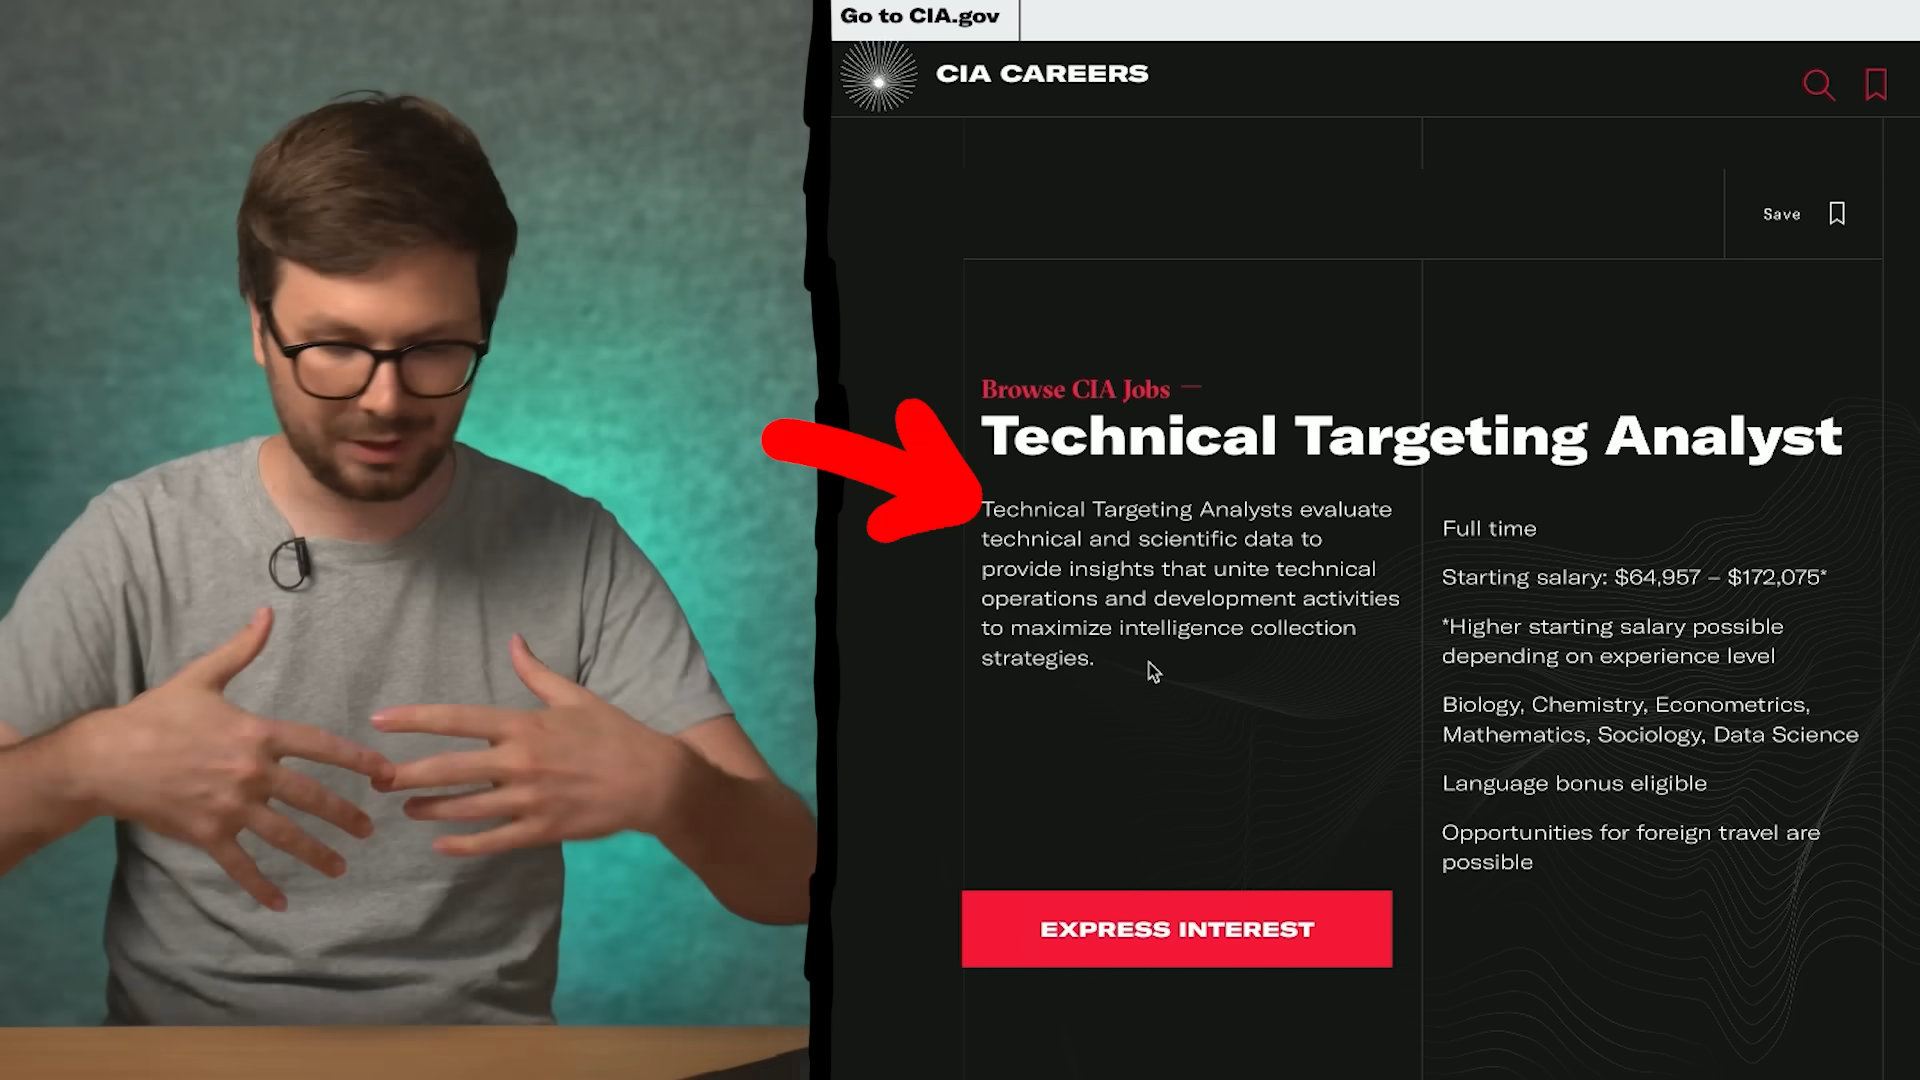 Go to CIA.gov
CIA CAREERS
Save
Browse CIA Jobs
Technical Targeting Analyst
Technical Targeting Analysts evaluate
technical and scientific data to
provide insights that unite technical
operations and development activities
to maximize intelligence collection
strategies.
Full time
Starting salary: $64,957 – $172,075*
*Higher starting salary possible
depending on experience level
Biology, Chemistry, Econometrics,
Mathematics, Sociology, Data Science
Language bonus eligible
Opportunities for foreign travel are
possible
EXPRESS INTEREST